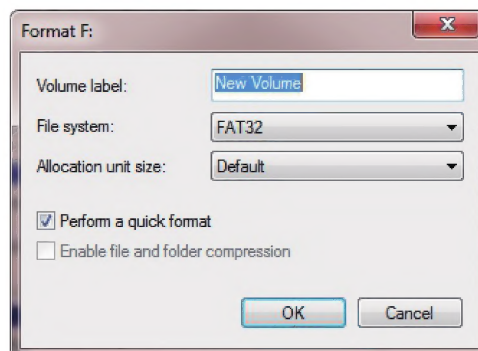 Format F:
Volume label:
New Volume
File system:
FAT32
Allocation unit size:
Default
Perform a quick format
Enable file and folder compression
OK
Cancel